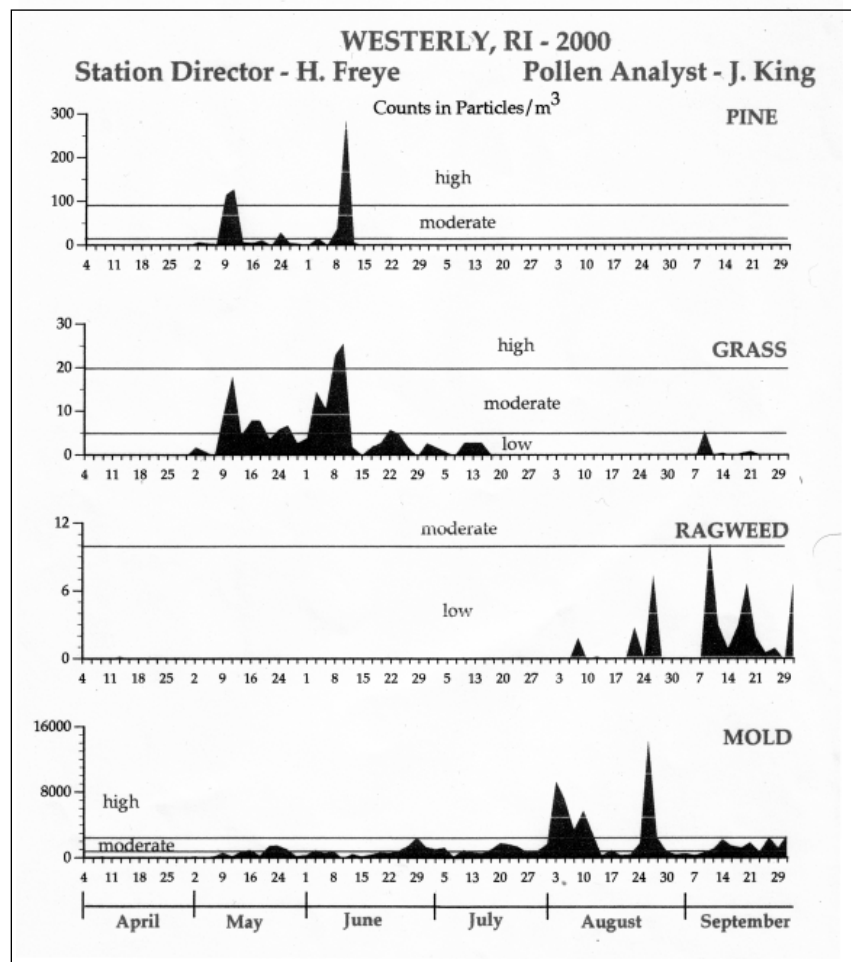 WESTERLY, RI - 2000
Station Director - H. Freye Pollen Analyst - J. King
Counts in Particles/m³
PINE
300
200
100
0
high
moderate
4 11 18 25 2 9 16 24 1 8 15 22 29 5 13 20 27 3 10 17 24 30 7 14 21 29
GRASS
30
20
10
0
high
moderate
low
4 11 18 25 2 9 16 24 1 8 15 22 29 5 13 20 27 3 10 17 24 30 7 14 21 29
RAGWEED
12
6
0
moderate
low
4 11 18 25 2 9 16 24 1 8 15 22 29 5 13 20 27 3 10 17 24 30 7 14 21 29
MOLD
16000
8000
0
high
moderate
4 11 18 25 2 9 16 24 1 8 15 22 29 5 13 20 27 3 10 17 24 30 7 14 21 29
April May June July August September